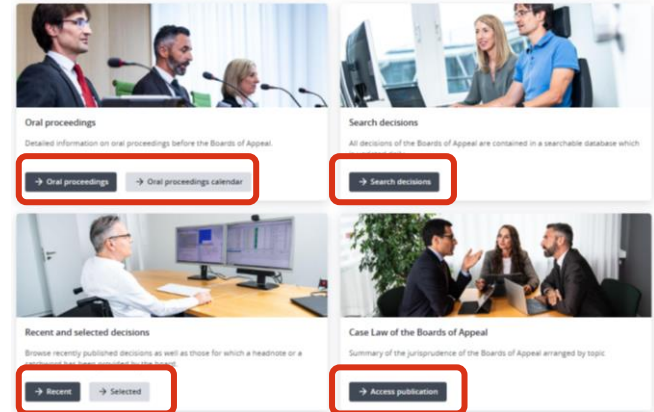 Oral proceedings
Detailed information on oral proceedings before the Boards of Appeal.
→ Oral proceedings
→ Oral proceedings calendar
Search decisions
All decisions of the Boards of Appeal are contained in a searchable database which
→ Search decisions
Recent and selected decisions
Browse recently published decisions as well as those for which a headnote or a
→ Recent
→ Selected
Case Law of the Boards of Appeal
Summary of the jurisprudence of the Boards of Appeal arranged by topic
→ Access publication